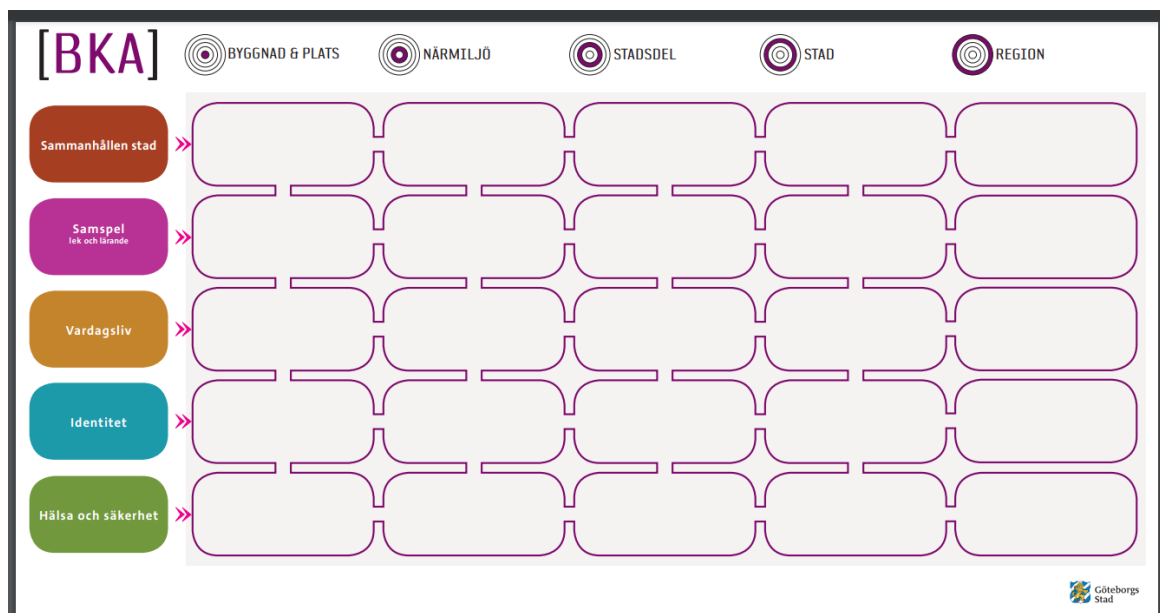 [BKA]
BYGGNAD & PLATS
NÄRMILJÖ
STADSDEL
STAD
REGION
Sammanhållen stad
Samspel
lek och lärande
Vardagsliv
Identitet
Hälsa och säkerhet
Göteborgs
Stad